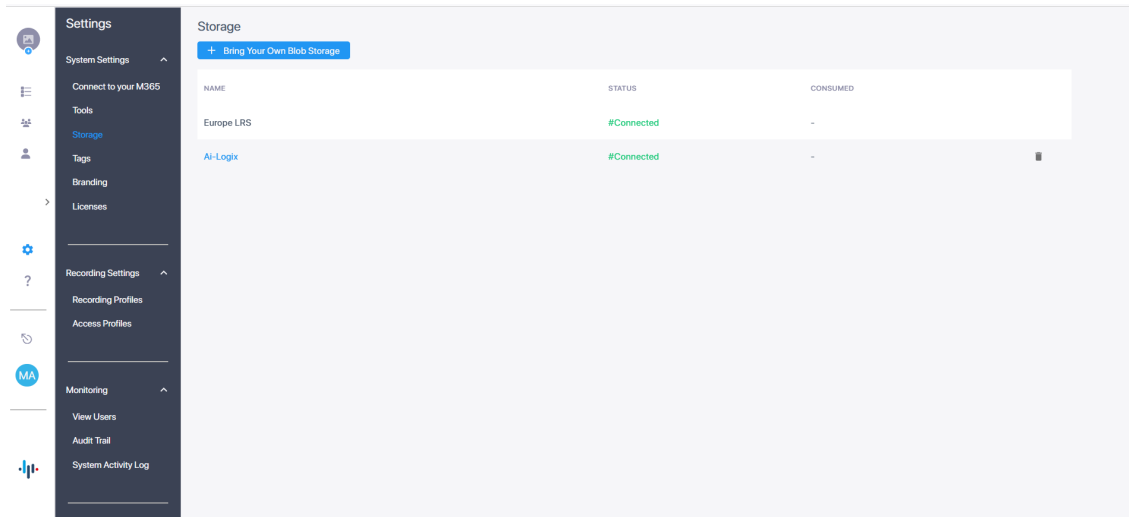 Settings
System Settings
Connect to your M365
Tools
Storage
Tags
Branding
Licenses
Recording Settings
Recording Profiles
Access Profiles
Monitoring
View Users
Audit Trail
System Activity Log
?
MA
Storage
+ Bring Your Own Blob Storage
NAME STATUS CONSUMED
Europe LRS #Connected -
Ai-Logix #Connected -